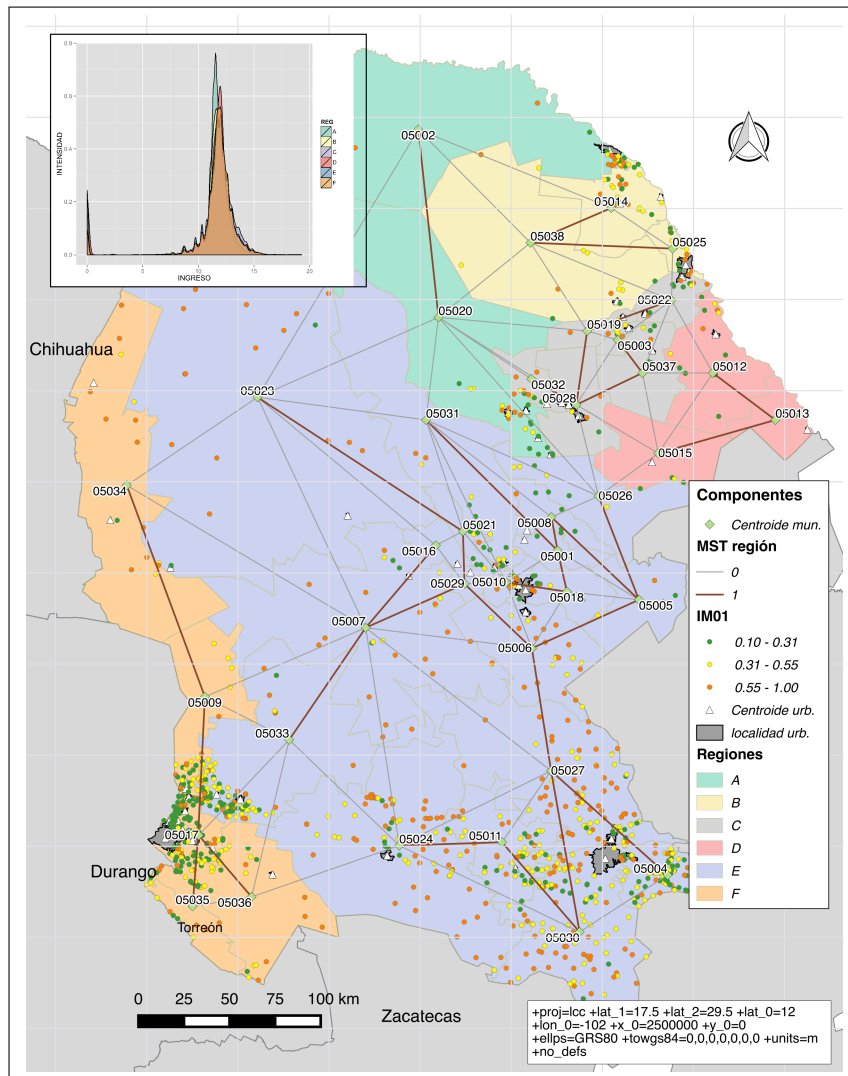 0.8
0.6
0.4
0.2
0.0
INTENSIDAD
0
5
10
15
20
INGRESO
REG
A
B
C
D
E
F
05002
05014
05038
05025
05022
05020
05019
05003
Chihuahua
05037
05012
05032
05028
05023
05031
05013
05015
05034
05026
05008
05021
05016
05001
05010
05029
05018
05005
05007
05006
05009
05033
05027
05017
05024
05011
05004
Durango
05035
05036
Torreón
05030
0 25 50 75 100 km
Zacatecas
Componentes
Centroide mun.
MST región
0
1
IM01
0.10 - 0.31
0.31 - 0.55
0.55 - 1.00
Centroide urb.
localidad urb.
Regiones
A
B
C
D
E
F
+proj=lcc +lat_1=17.5 +lat_2=29.5 +lat_0=12
+lon_0=-102 +x_0=2500000 +y_0=0
+ellps=GRS80 +towgs84=0,0,0,0,0,0,0 +units=m
+no_defs